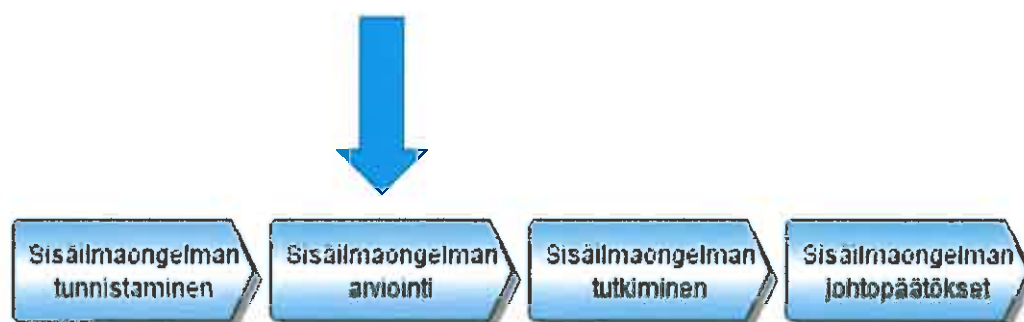 Sisäilmaongelman
tunnistaminen
Sisäilmaongelman
arviointi
Sisäilmaongelman
tutkiminen
Sisäilmaongelman
johtopäätökset